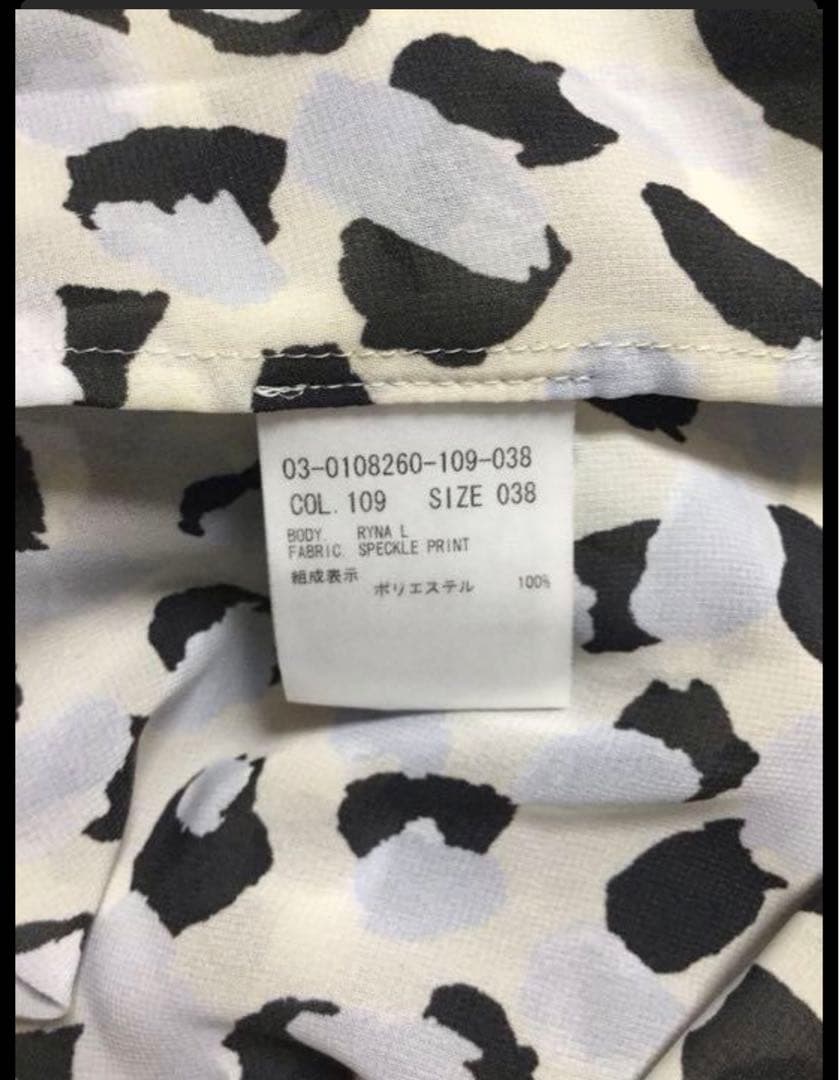 03-0108260-109-038
COL. 109 SIZE 038
BODY RYNA L
FABRIC SPECKLE PRINT
組成表示
ポリエステル 100%